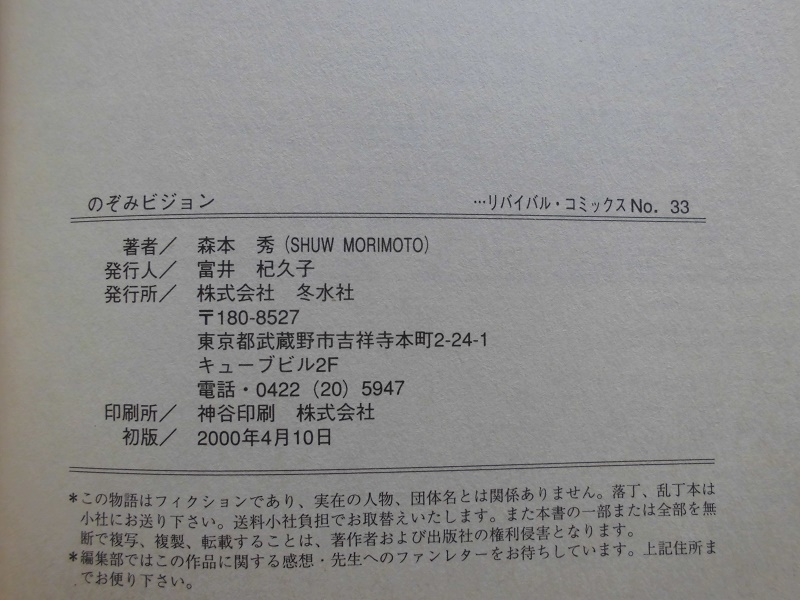 のぞみビジョン …リバイバル・コミックスNo. 33
著者／ 森本 秀(SHUW MORIMOTO)
発行人／ 富井 杞久子
発行所／ 株式会社 冬水社
〒180-8527
東京都武蔵野市吉祥寺本町2-24-1
キューブビル2F
電話・0422（20）5947
印刷所／ 神谷印刷 株式会社
初版／ 2000年4月10日
*この物語はフィクションであり、実在の人物、団体名とは関係ありません。落丁、乱丁本は
小社にお送り下さい。送料小社負担でお取替えいたします。また本書の一部または全部を無
断で複写、複製、転載することは、著作者および出版社の権利侵害となります。
*編集部ではこの作品に関する感想・先生へのファンレターをお待ちしています。上記住所ま
でお便り下さい。